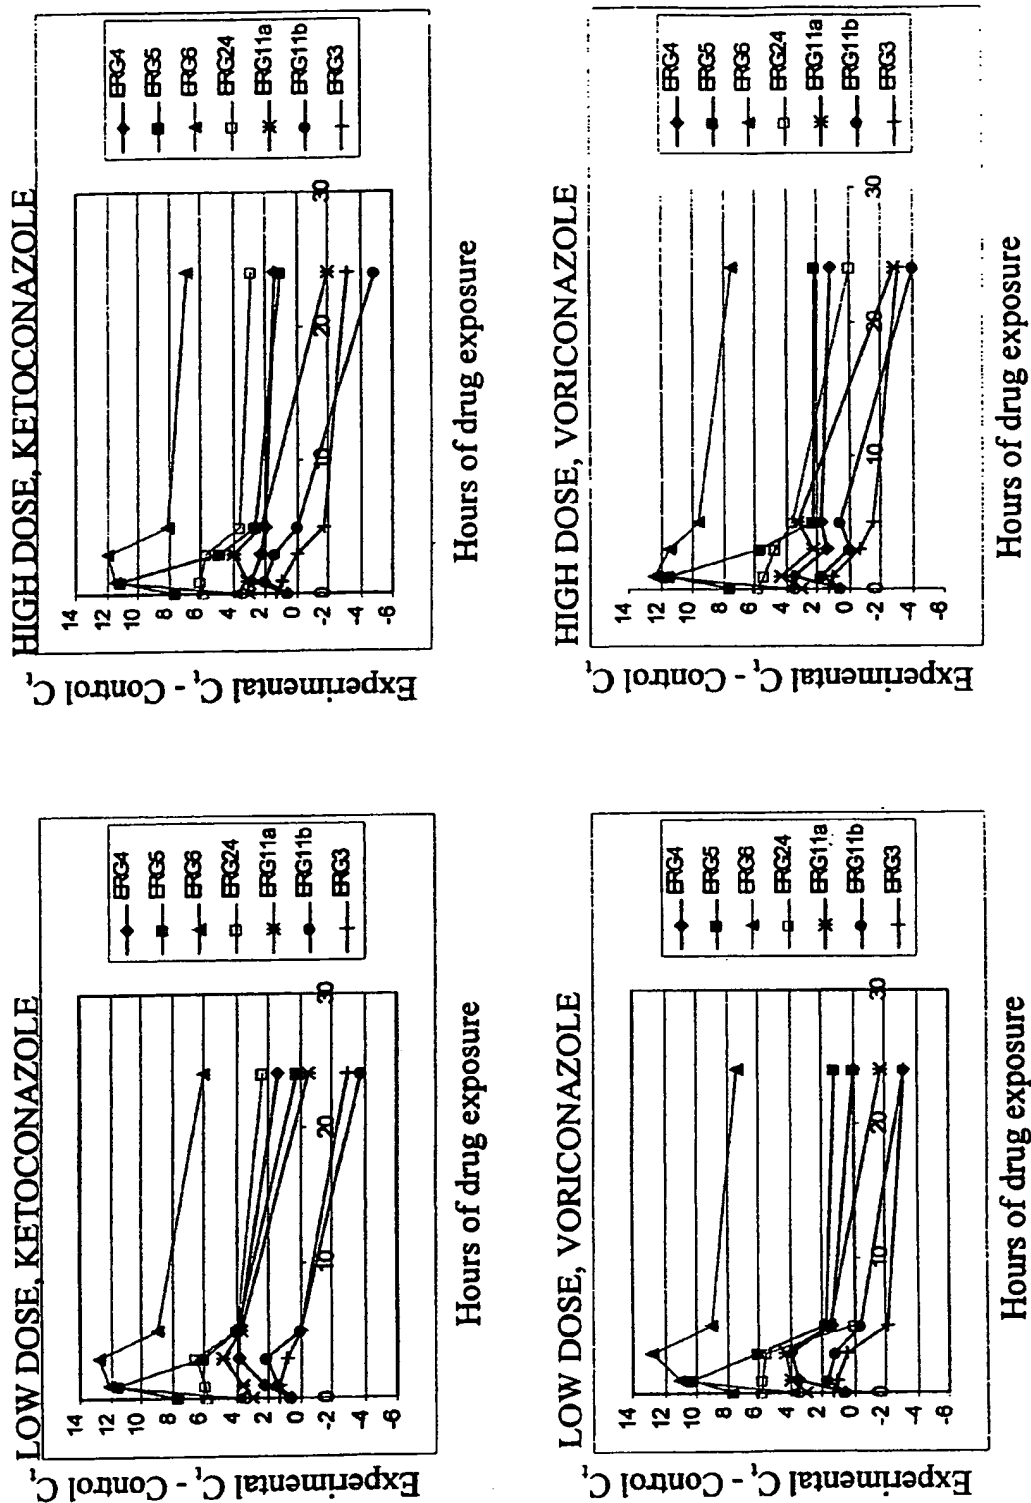 LOW DOSE, KETOCONAZOLE
Experimental Cₜ - Control Cₜ
14
12
10
8
6
4
2
0
-2
-4
-6
0 10 20 30
Hours of drug exposure
ERG4
ERG5
ERG6
ERG24
ERG11a
ERG11b
ERG3
HIGH DOSE, KETOCONAZOLE
Experimental Cₜ - Control Cₜ
14
12
10
8
6
4
2
0
-2
-4
-6
0 10 20 30
Hours of drug exposure
ERG4
ERG5
ERG6
ERG24
ERG11a
ERG11b
ERG3
LOW DOSE, VORICONAZOLE
Experimental Cₜ - Control Cₜ
14
12
10
8
6
4
2
0
-2
-4
-6
0 10 20 30
Hours of drug exposure
ERG4
ERG5
ERG6
ERG24
ERG11a
ERG11b
ERG3
HIGH DOSE, VORICONAZOLE
Experimental Cₜ - Control Cₜ
14
12
10
8
6
4
2
0
-2
-4
-6
0 10 20 30
Hours of drug exposure
ERG4
ERG5
ERG6
ERG24
ERG11a
ERG11b
ERG3